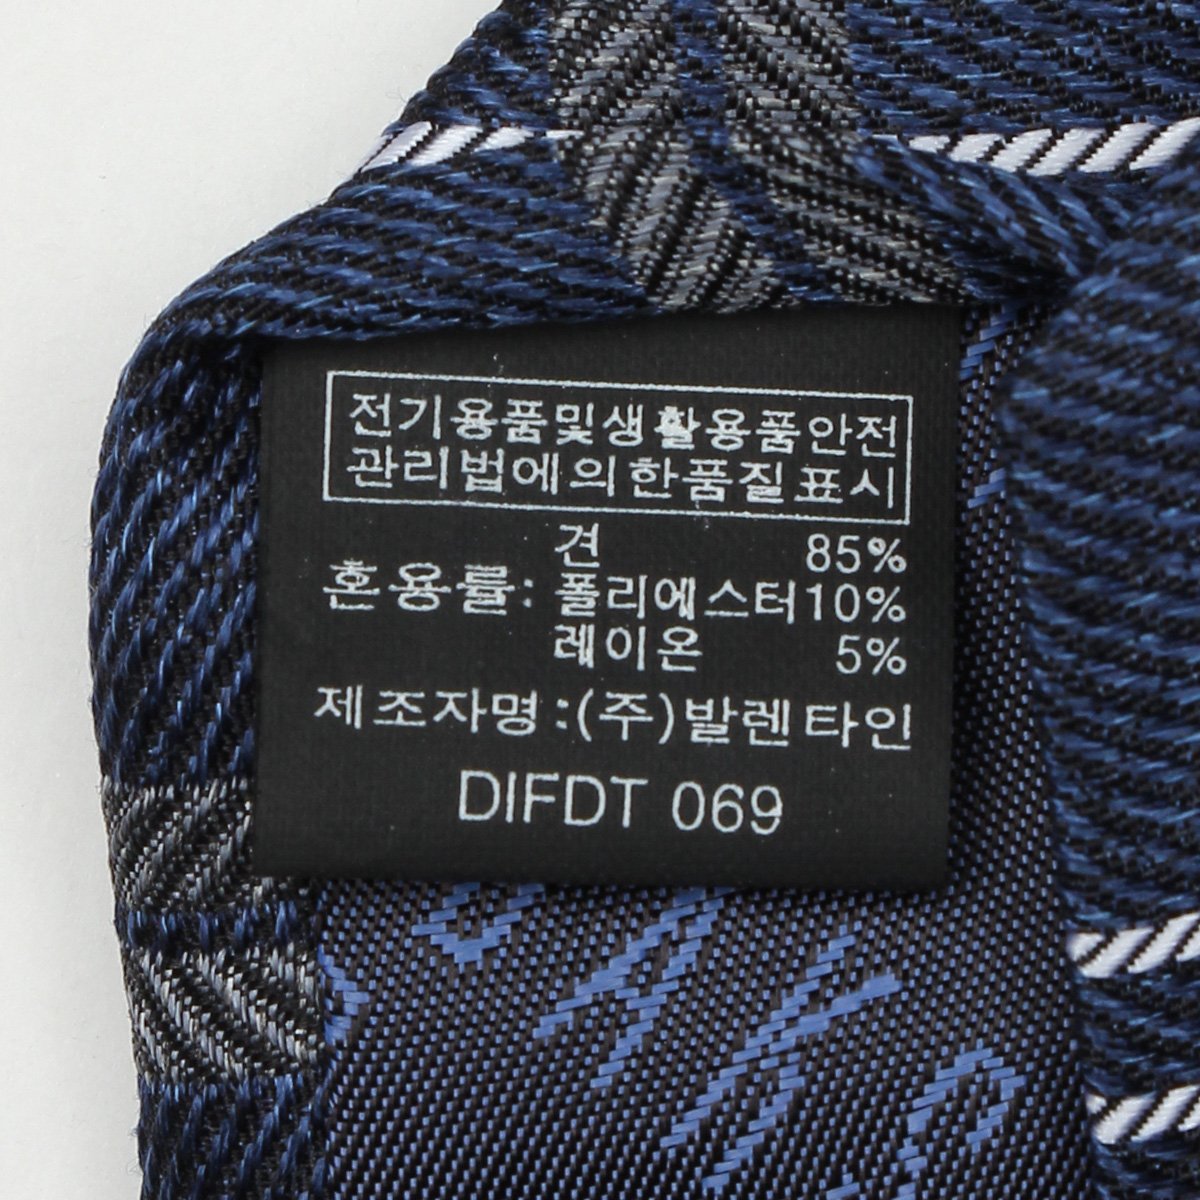 전기용품및생활용품안전
관리법에의한품질표시
견 85%
혼용률: 폴리에스터10%
레이온 5%
제조자명:(주)발렌타인
DIFDT 069